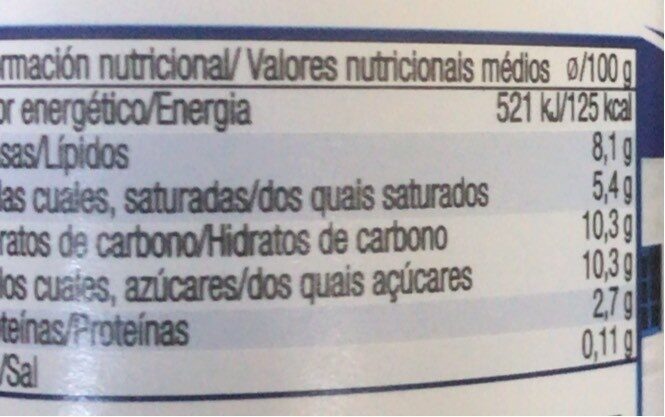 rmación nutricional/ Valores nutricionais médios ø/100 g
or energético/Energia 521 kJ/125 kcal
sas/Lípidos 8,1 g
las cuales, saturadas/dos quais saturados 5,4 g
ratos de carbono/Hidratos de carbono 10,3 g
los cuales, azúcares/dos quais açúcares 10,3 g
teínas/Proteínas 2,7 g
/Sal 0,11 g